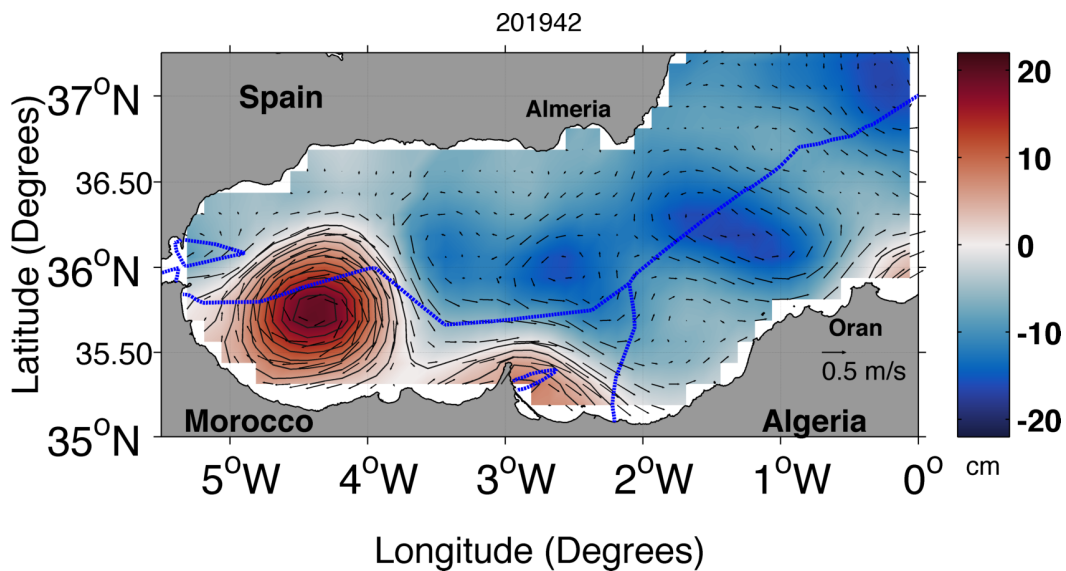 201942
37°N
36.50
36°N
35.50
35°N
Latitude (Degrees)
Spain
Almeria
Oran
0.5 m/s
Morocco
Algeria
5°W
4°W
3°W
2°W
1°W
0°
Longitude (Degrees)
20
10
0
-10
-20
cm